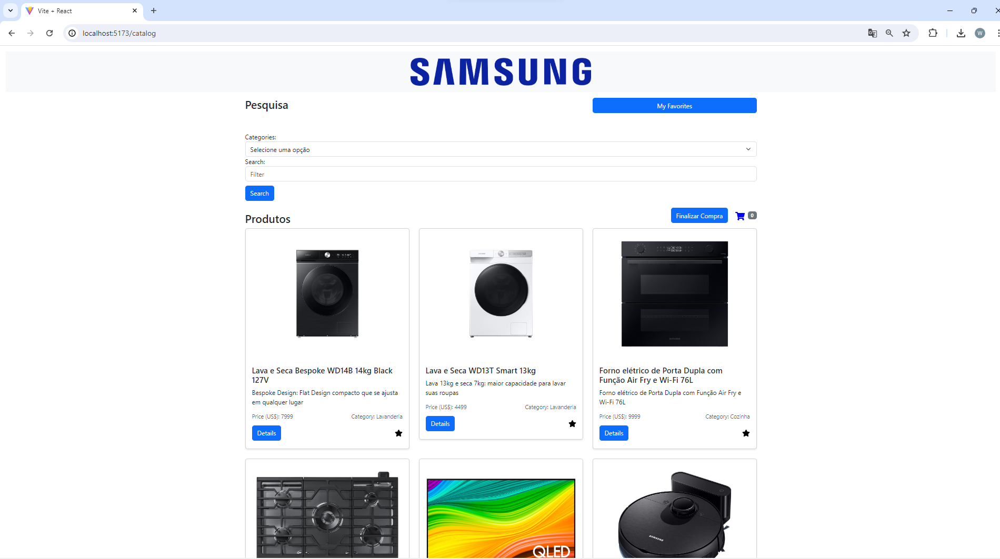 Vite + React
localhost:5173/catalog
W
SAMSUNG
Pesquisa
My Favorites
Categories:
Selecione uma opção
Search:
Filter
Search
Produtos
Finalizar Compra
0
Lava e Seca Bespoke WD14B 14kg Black
127V
Bespoke Design: Flat Design compacto que se ajusta
em qualquer lugar
Price (US$): 7999
Category: Lavanderia
Details
Lava e Seca WD13T Smart 13kg
Lava 13kg e seca 7kg: maior capacidade para lavar
suas roupas
Price (US$): 4499
Category: Lavanderia
Details
Forno elétrico de Porta Dupla com
Função Air Fry e Wi-Fi 76L
Forno elétrico de Porta Dupla com Função Air Fry e
Wi-Fi 76L
Price (US$): 9999
Category: Cozinha
Details
QLED
SAMSUNG